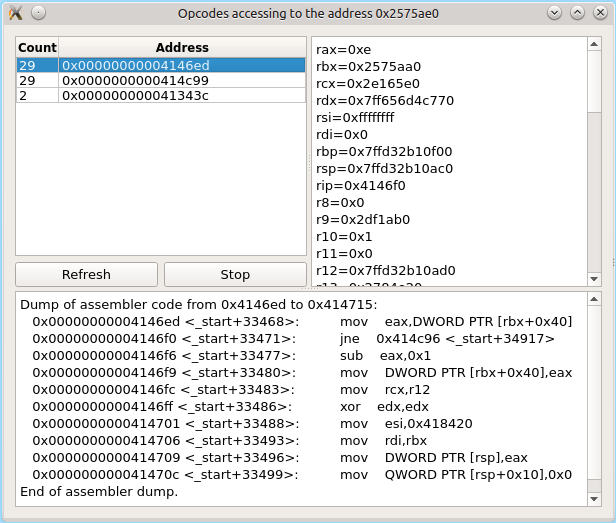 Opcodes accessing to the address 0x2575ae0
Count Address
29 0x00000000004146ed
29 0x0000000000414c99
2 0x000000000041343c
Refresh Stop
rax=0xe
rbx=0x2575aa0
rcx=0x2e165e0
rdx=0x7ff656d4c770
rsi=0xffffffff
rdi=0x0
rbp=0x7ffd32b10f00
rsp=0x7ffd32b10ac0
rip=0x4146f0
r8=0x0
r9=0x2df1ab0
r10=0x1
r11=0x0
r12=0x7ffd32b10ad0
Dump of assembler code from 0x4146ed to 0x414715:
0x00000000004146ed <_start+33468>: mov eax,DWORD PTR [rbx+0x40]
0x00000000004146f0 <_start+33471>: jne 0x414c96 <_start+34917>
0x00000000004146f6 <_start+33477>: sub eax,0x1
0x00000000004146f9 <_start+33480>: mov DWORD PTR [rbx+0x40],eax
0x00000000004146fc <_start+33483>: mov rcx,r12
0x00000000004146ff <_start+33486>: xor edx,edx
0x0000000000414701 <_start+33488>: mov esi,0x418420
0x0000000000414706 <_start+33493>: mov rdi,rbx
0x0000000000414709 <_start+33496>: mov DWORD PTR [rsp],eax
0x000000000041470c <_start+33499>: mov QWORD PTR [rsp+0x10],0x0
End of assembler dump.